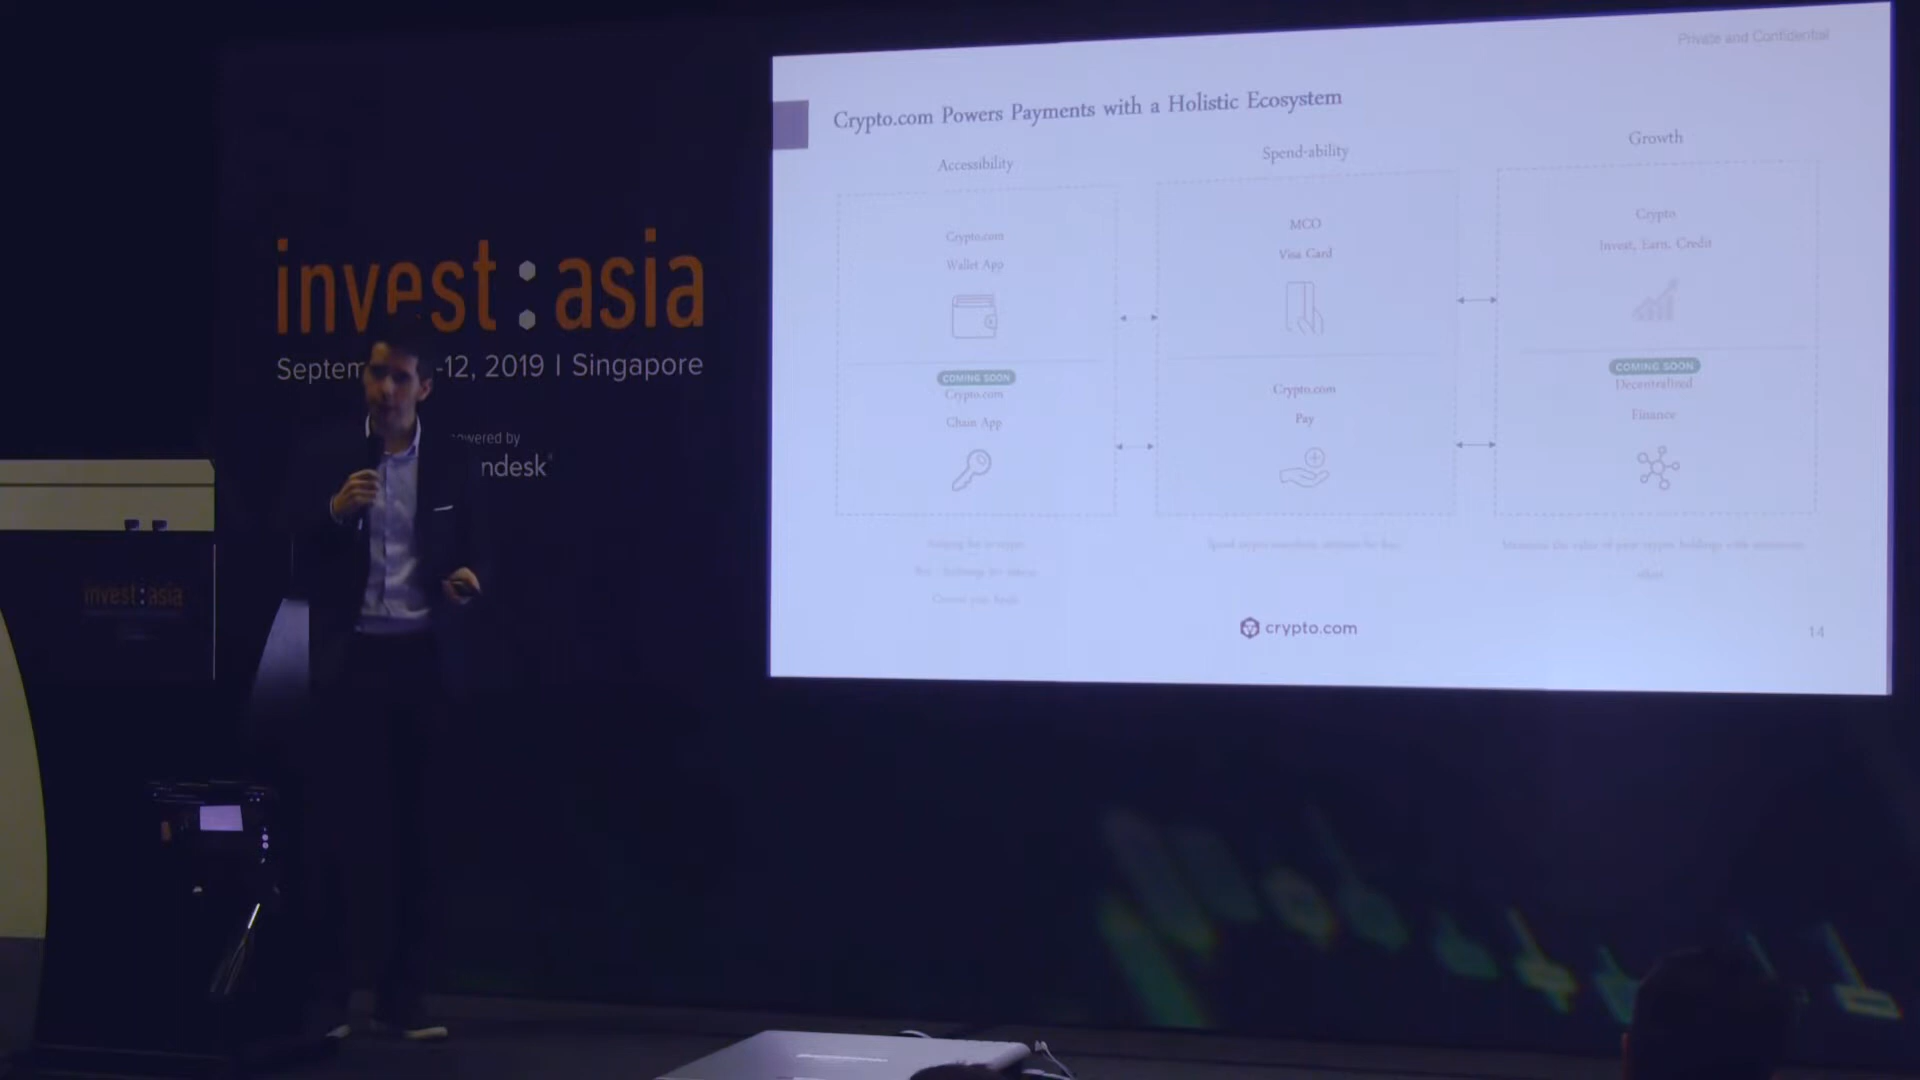 invest:asia
Septem -12, 2019 | Singapore
powered by
ndesk
invest:asia
Private and Confidential
Crypto.com Powers Payments with a Holistic Ecosystem
Accessibility
Crypto.com
Wallet App
COMING SOON
Crypto.com
Chain App
Spend-ability
MCO
Visa Card
Crypto.com
Pay
Growth
Crypto
Invest, Earn, Credit
COMING SOON
Decentralized
Finance
crypto.com
14